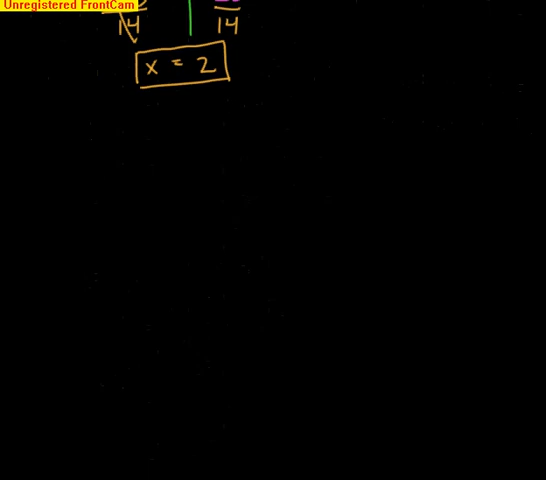 Unregistered FrontCam
14 14
x = 2